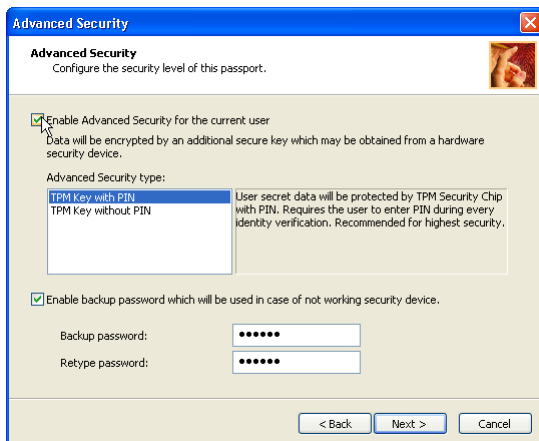 Advanced Security
Advanced Security
Configure the security level of this passport.
Enable Advanced Security for the current user
Data will be encrypted by an additional secure key which may be obtained from a hardware
security device.
Advanced Security type:
TPM Key with PIN
TPM Key without PIN
User secret data will be protected by TPM Security Chip
with PIN. Requires the user to enter PIN during every
identity verification. Recommended for highest security.
Enable backup password which will be used in case of not working security device.
Backup password:
••••••
Retype password:
••••••
< Back
Next >
Cancel